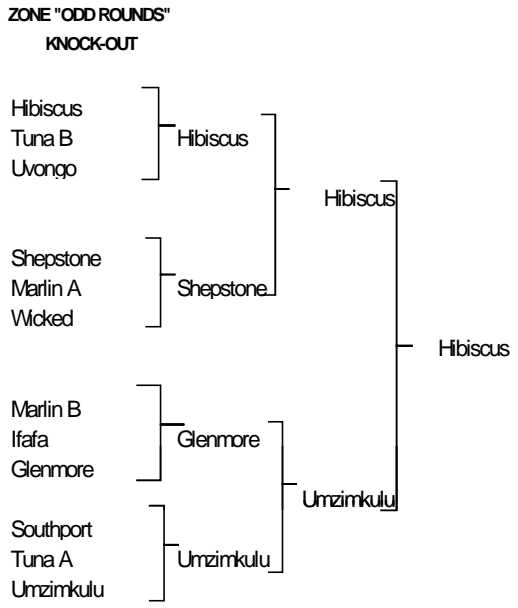 ZONE "ODD ROUNDS"
KNOCK-OUT
Hibiscus
Tuna B
Uvongo
Hibiscus
Shepstone
Marlin A
Wicked
Shepstone
Hibiscus
Marlin B
Ifafa
Glenmore
Glenmore
Southport
Tuna A
Umzimkulu
Umzimkulu
Umzimkulu
Hibiscus